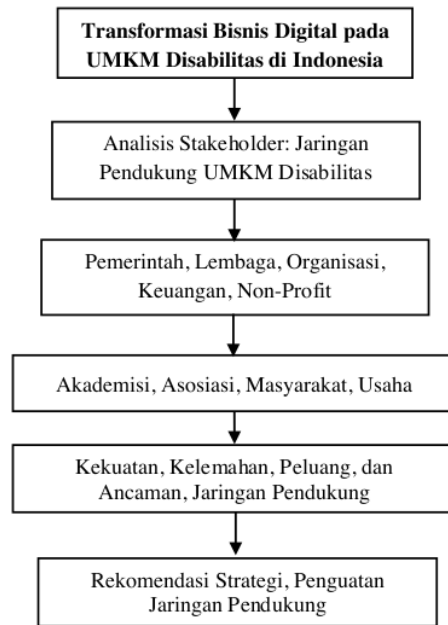 Transformasi Bisnis Digital pada
UMKM Disabilitas di Indonesia
Analisis Stakeholder: Jaringan
Pendukung UMKM Disabilitas
Pemerintah, Lembaga, Organisasi,
Keuangan, Non-Profit
Akademisi, Asosiasi, Masyarakat, Usaha
Kekuatan, Kelemahan, Peluang, dan
Ancaman, Jaringan Pendukung
Rekomendasi Strategi, Penguatan
Jaringan Pendukung